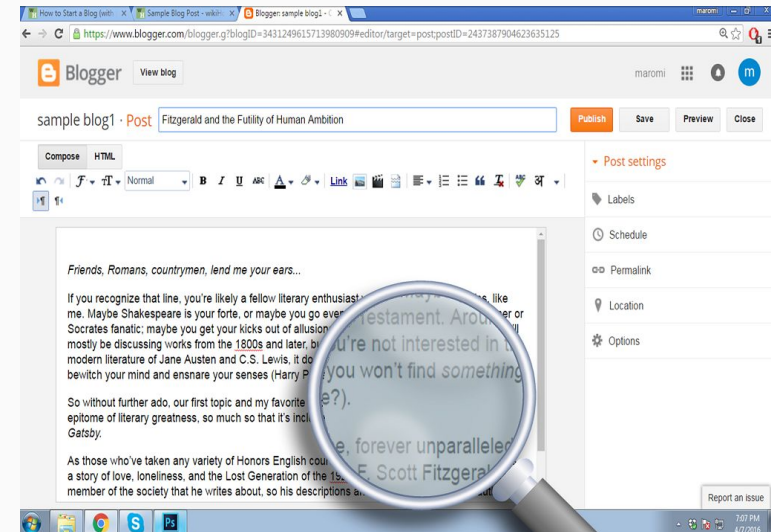 How to Start a Blog (with
Sample Blog Post - wikiH
Blogger: sample blog1 - C
maromi
https://www.blogger.com/blogger.g?blogID=3431249615713980909#editor/target=post;postID=2437387904623635125
Blogger View blog
maromi
m
sample blog1 · Post Fitzgerald and the Futility of Human Ambition
Publish Save Preview Close
Compose HTML
Normal B I U ABC A Link ABC अ
Post settings
Labels
Schedule
Permalink
Location
Options
Friends, Romans, countrymen, lend me your ears...
If you recognize that line, you're likely a fellow literary enthusiast like
me. Maybe Shakespeare is your forte, or maybe you go or
Socrates fanatic; maybe you get your kicks out of allusion
mostly be discussing works from the 1800s and later,
modern literature of Jane Austen and C.S. Lewis, it
bewitch your mind and ensnare your senses (Harry
So without further ado, our first topic and my favorite
epitome of literary greatness, so much so that it's
Gatsby.
As those who've taken any variety of Honors English
a story of love, loneliness, and the Lost Generation of the
member of the society that he writes about, so his descriptions
Testament.
you're not interested in
you won't find something
e?).
forever unparalleled
Scott
Report an issue
S Ps
7:07 PM
4/7/2016